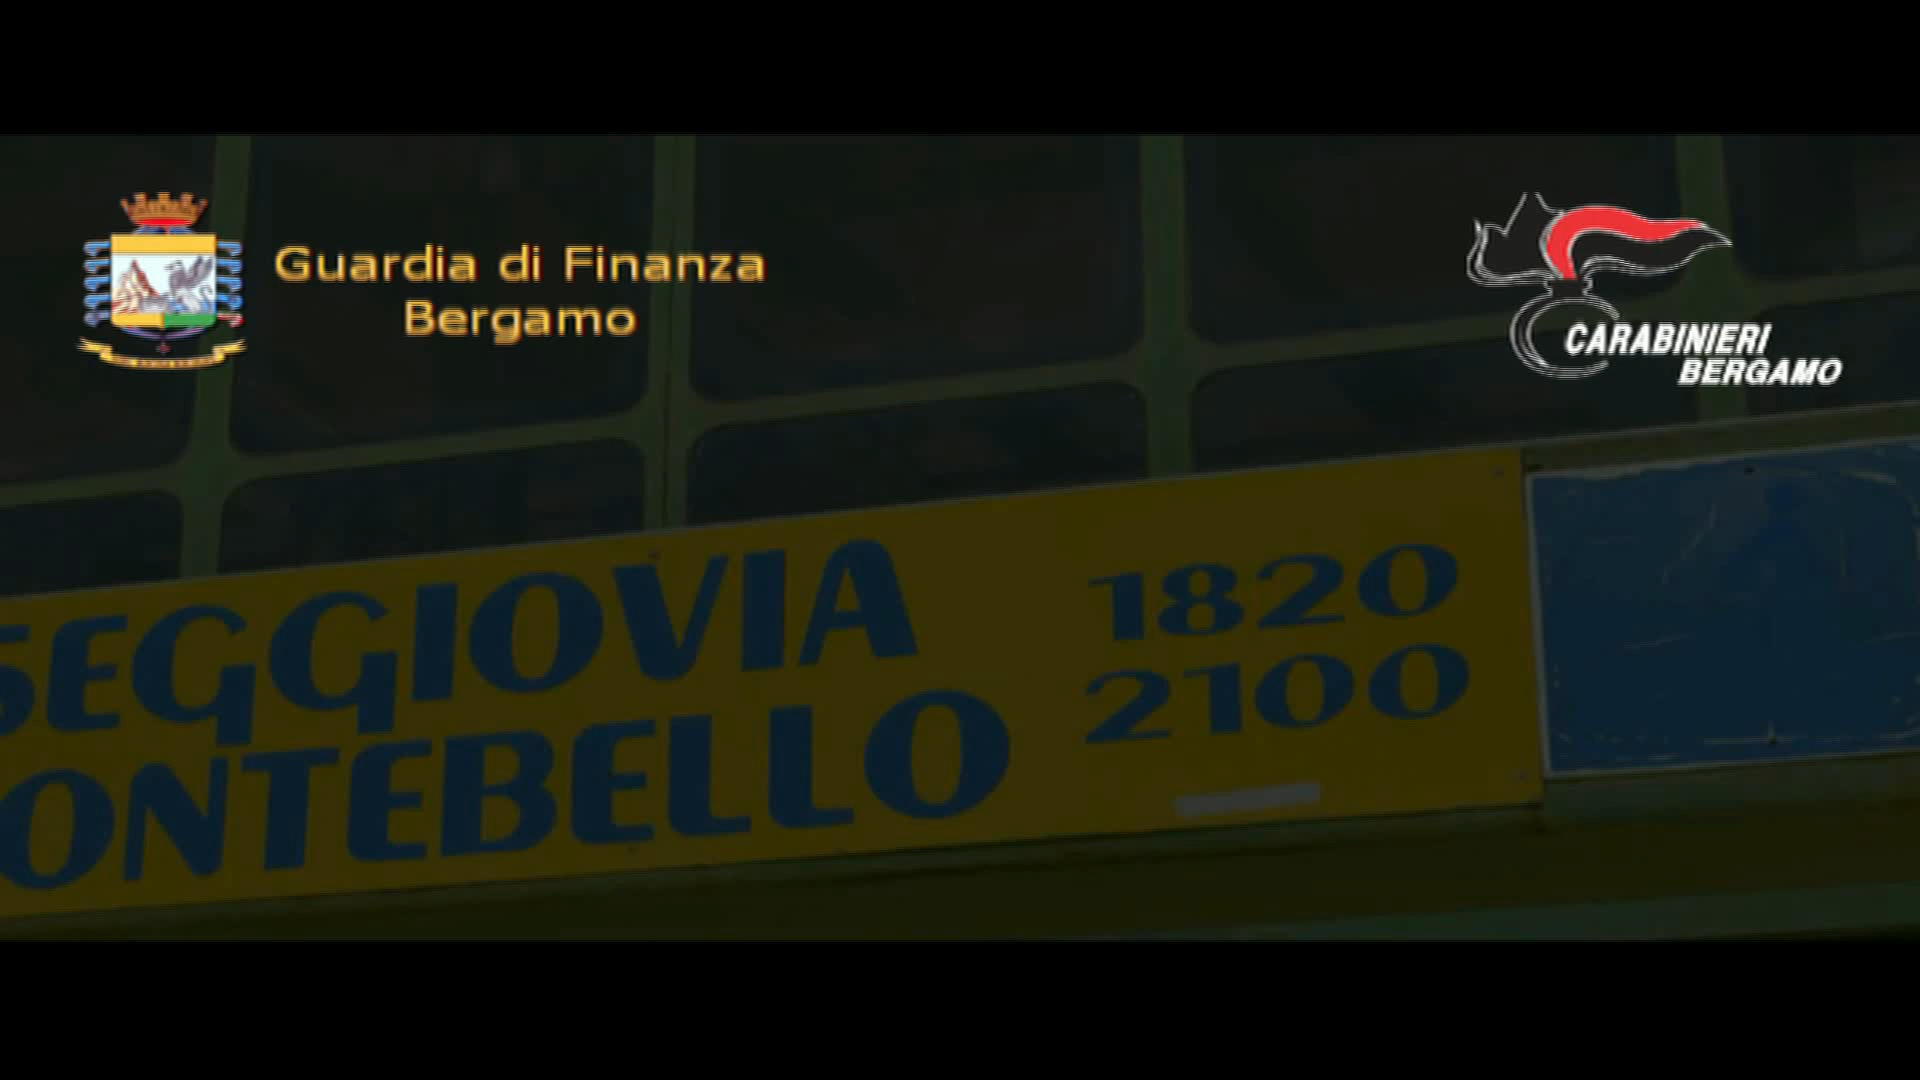 Guardia di Finanza
Bergamo
CARABINIERI
BERGAMO
SEGGIOVIA
ONTEBELLO
1820
2100